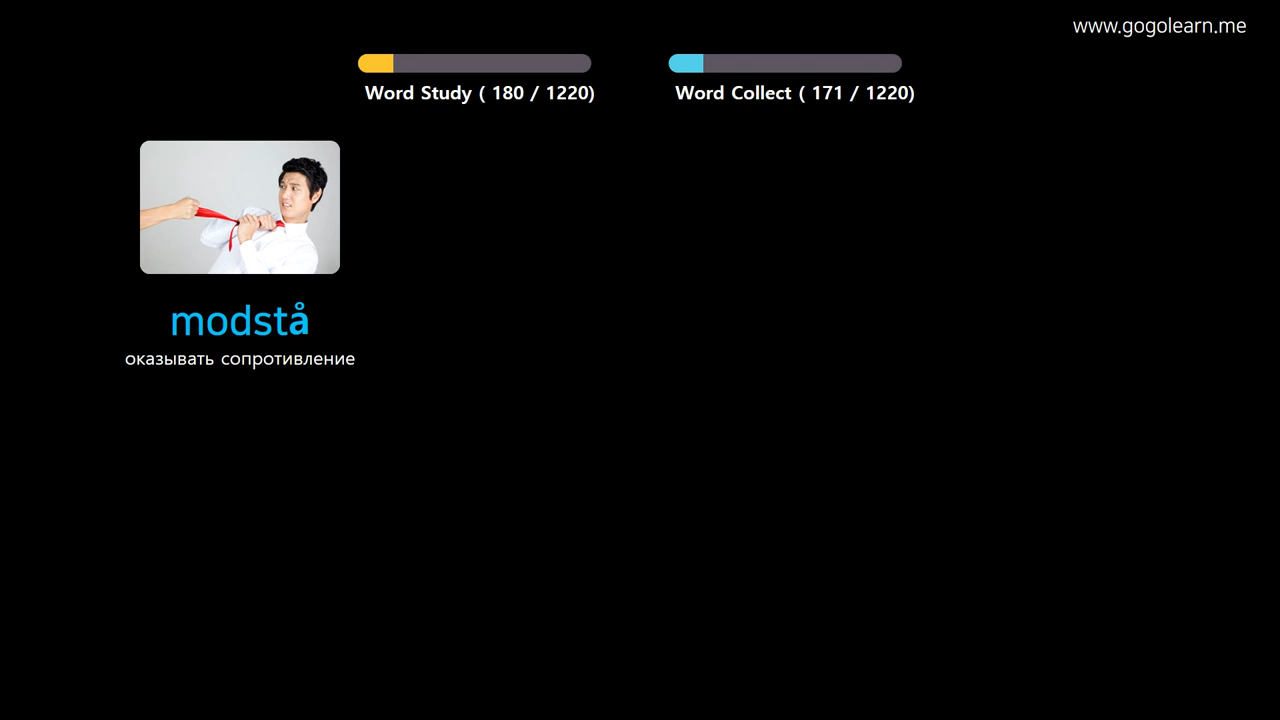 www.gogolearn.me
Word Study ( 180 / 1220)
Word Collect ( 171 / 1220)
modstå
оказывать сопротивление